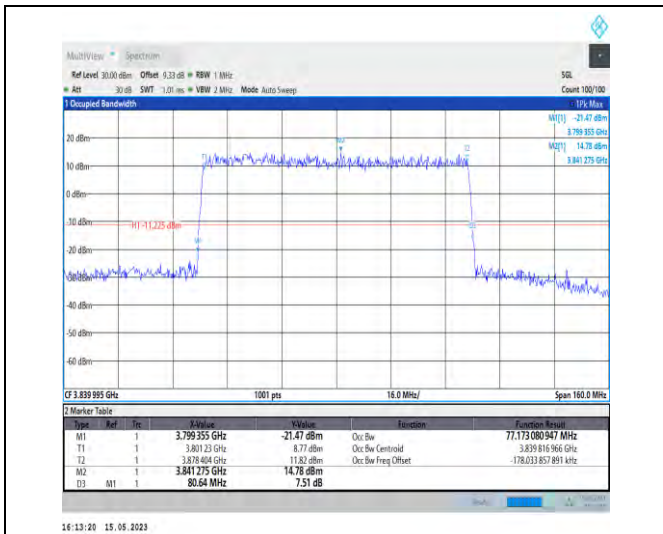 MultiView Spectrum
Ref Level 30.00 dBm Offset 9.33 dB RBW 1 MHz SGL
Att 30 dB SWT 1.01 ms VBW 2 MHz Mode Auto Sweep Count 100/100
1 Occupied Bandwidth 1Pk Max
M1[1] -21.47 dBm
3.799 355 GHz
20 dBm
M2[1] 14.78 dBm
3.841 275 GHz
M2
T1
T2
10 dBm
0 dBm
-10 dBm
H1 -11.225 dBm
D3
M1
-20 dBm
-30 dBm
-40 dBm
-50 dBm
-60 dBm
CF 3.839 995 GHz 1001 pts 16.0 MHz/ Span 160.0 MHz
2 Marker Table
Type Ref Trc X-Value Y-Value Function Function Result
M1 1 3.799 355 GHz -21.47 dBm Occ Bw 77.173 080 947 MHz
T1 1 3.801 23 GHz 8.77 dBm Occ Bw Centroid 3.839 816 966 GHz
T2 1 3.878 404 GHz 11.82 dBm Occ Bw Freq Offset -178.033 857 891 kHz
M2 1 3.841 275 GHz 14.78 dBm
D3 M1 1 80.64 MHz 7.51 dB
16:13:20 15.05.2023